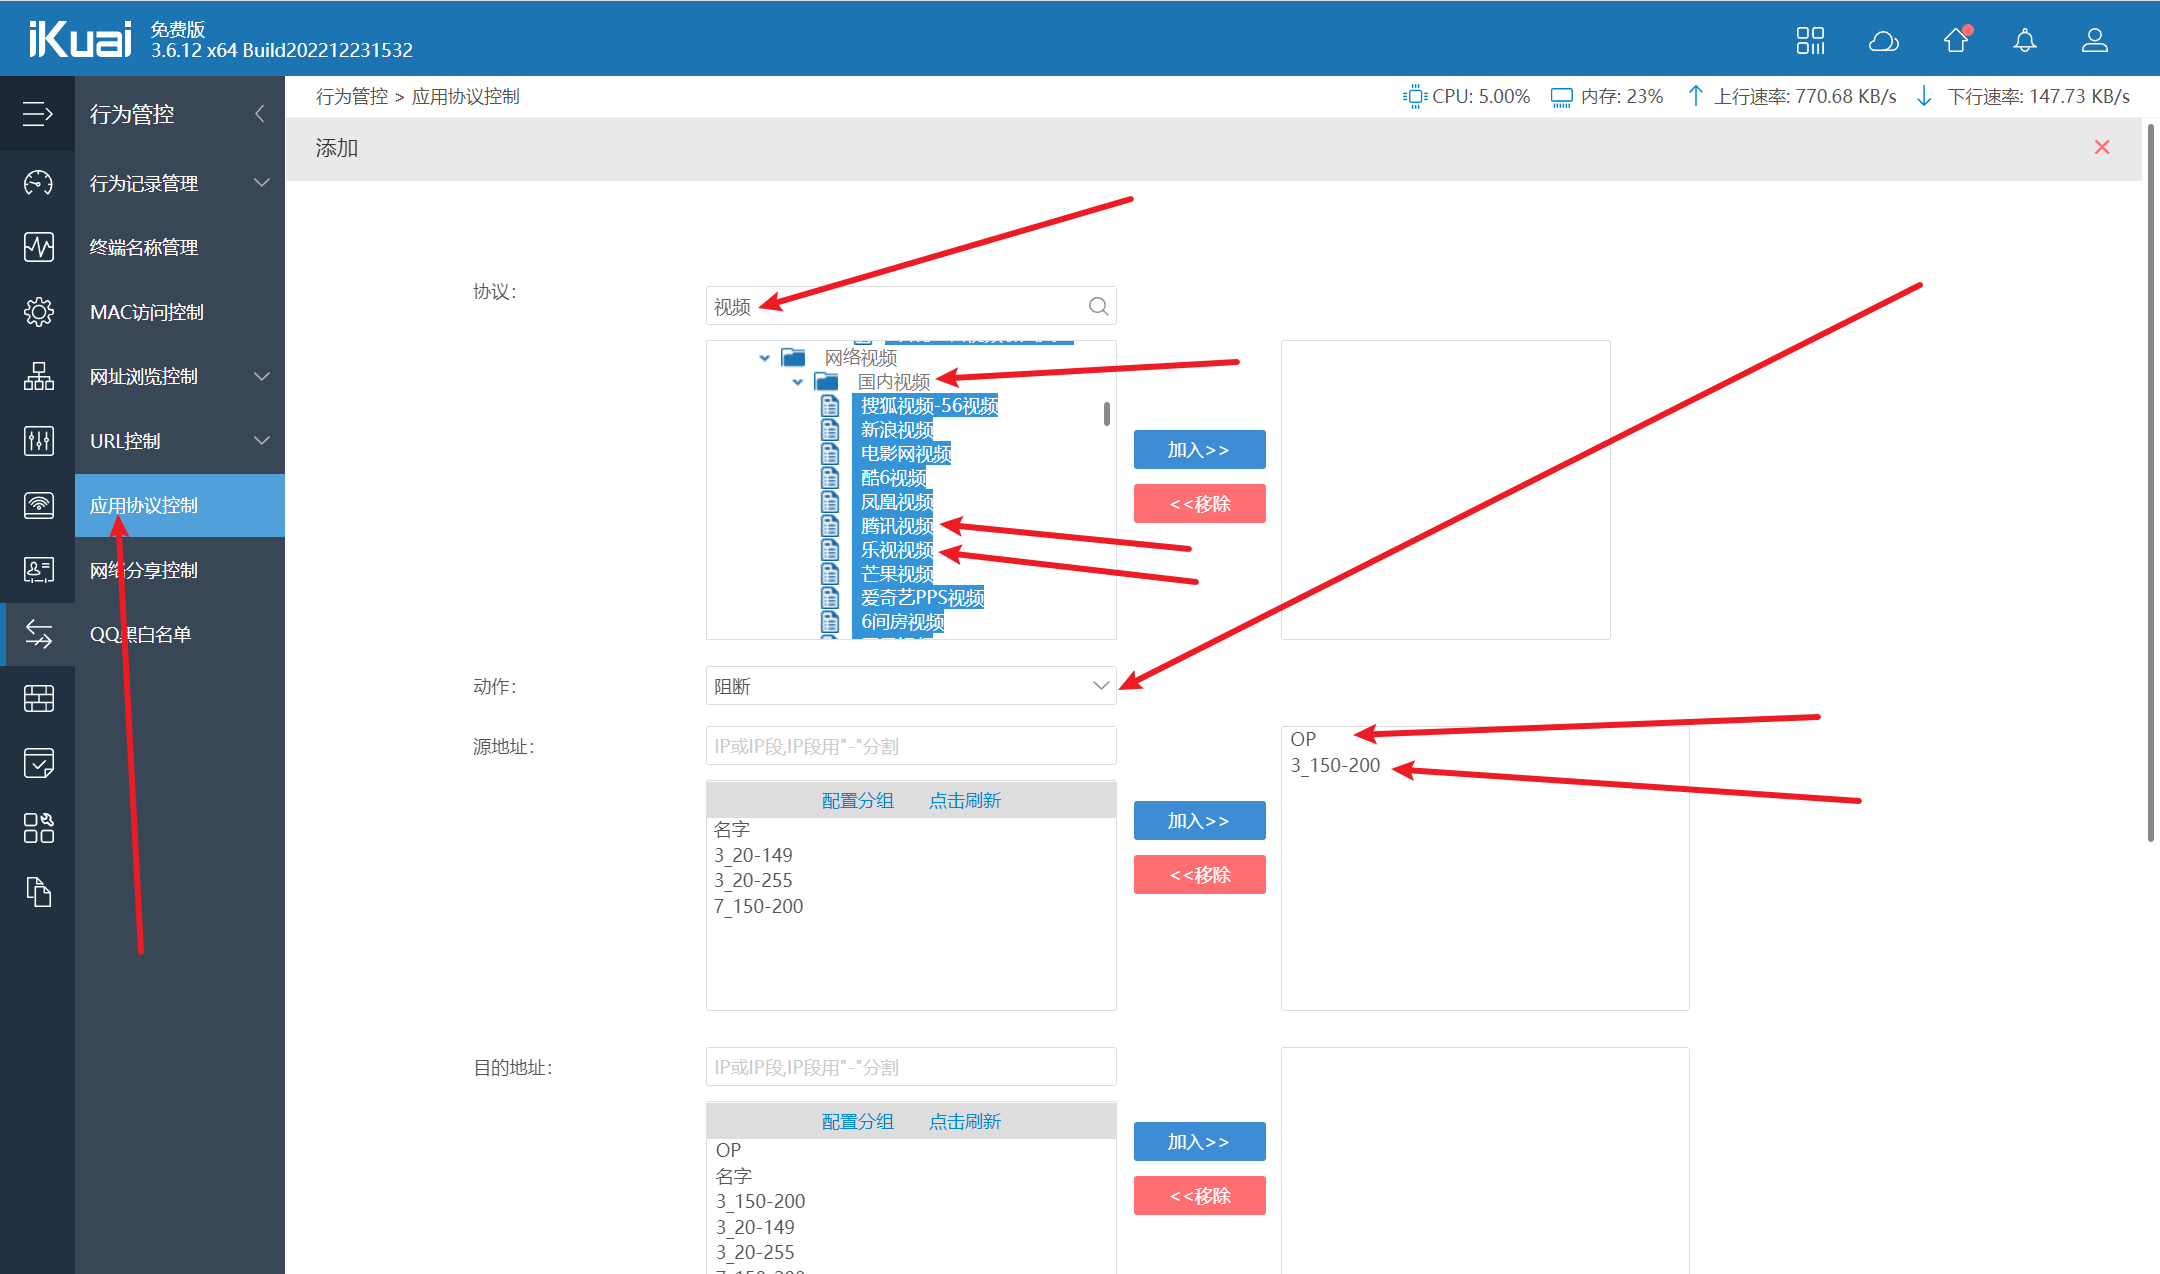 iKuai
免费版
3.6.12 x64 Build202212231532
行为管控 > 应用协议控制
CPU: 5.00% 内存: 23% 上行速率: 770.68 KB/s 下行速率: 147.73 KB/s
行为管控
行为记录管理
终端名称管理
MAC访问控制
网址浏览控制
URL控制
应用协议控制
网络分享控制
QQ黑白名单
添加
协议:
视频
网络视频
国内视频
搜狐视频-56视频
新浪视频
电影网视频
酷6视频
凤凰视频
腾讯视频
乐视视频
芒果视频
爱奇艺PPS视频
6间房视频
加入>>
<<移除
动作:
阻断
源地址:
IP或IP段,IP段用"-"分割
配置分组 点击刷新
名字
3_20-149
3_20-255
7_150-200
加入>>
<<移除
OP
3_150-200
目的地址:
IP或IP段,IP段用"-"分割
配置分组 点击刷新
OP
名字
3_150-200
3_20-149
3_20-255
7_150-200
加入>>
<<移除